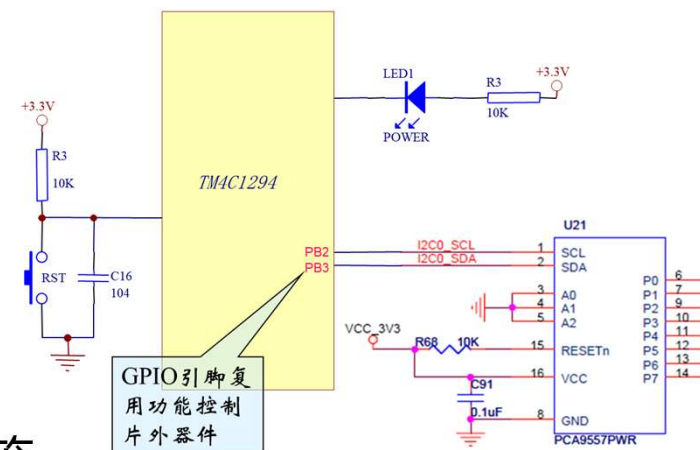 LED1
R3
+3.3V
10K
POWER
+3.3V
R3
10K
TM4C1294
RST
C16
104
PB2
PB3
I2C0_SCL
I2C0_SDA
U21
1
SCL
2
SDA
3
A0
4
A1
5
A2
15
RESETn
16
VCC
8
GND
P0
6
P1
7
P2
9
P3
10
P4
11
P5
12
P6
13
P7
14
PCA9557PWR
VCC_3V3
R68
10K
C91
0.1uF
GPIO引脚复
用功能控制
片外器件